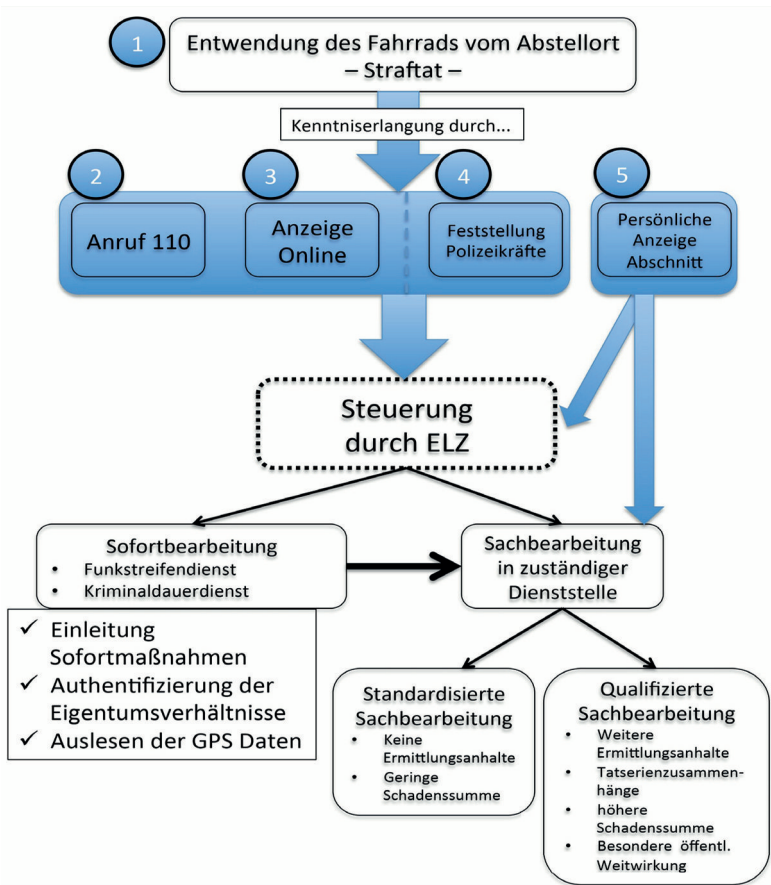 1
Entwendung des Fahrrads vom Abstellort
– Straftat –
Kenntniserlangung durch...
2
3
4
5
Anruf 110
Anzeige
Online
Feststellung
Polizeikräfte
Persönliche
Anzeige
Abschnitt
Steuerung
durch ELZ
Sofortbearbeitung
• Funkstreifendienst
• Kriminaldauerdienst
Sachbearbeitung
in zuständiger
Dienststelle
✓ Einleitung
Sofortmaßnahmen
✓ Authentifizierung der
Eigentumsverhältnisse
✓ Auslesen der GPS Daten
Standardisierte
Sachbearbeitung
• Keine
Ermittlungsanhalte
• Geringe
Schadenssumme
Qualifizierte
Sachbearbeitung
• Weitere
Ermittlungsanhalte
• Tatserienzusammen-
hänge
• höhere
Schadenssumme
• Besondere öffentl.
Weitwirkung